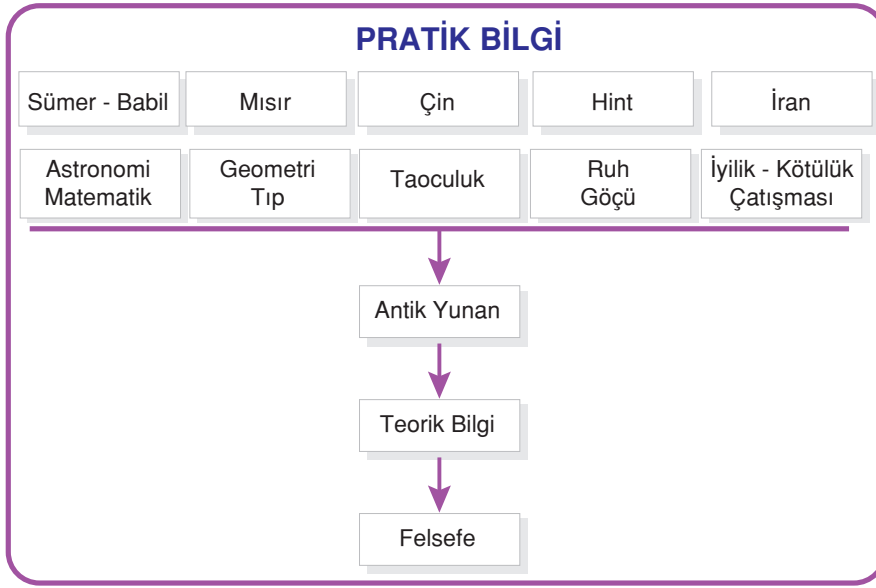 PRATİK BİLGİ
Sümer - Babil
Mısır
Çin
Hint
İran
Astronomi
Matematik
Geometri
Tıp
Taoculuk
Ruh
Göçü
İyilik - Kötülük
Çatışması
Antik Yunan
Teorik Bilgi
Felsefe